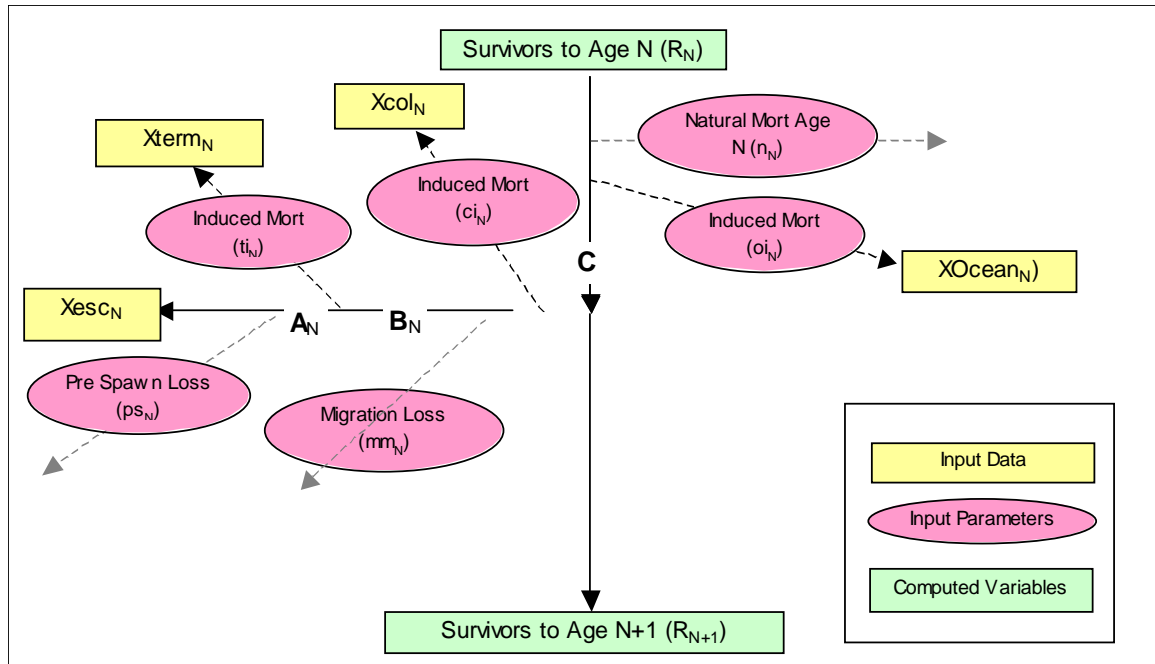 Survivors to Age N (R_N)
Xcol_N
Xterm_N
Natural Mort Age
N (n_N)
Induced Mort
(ci_N)
Induced Mort
(ti_N)
Induced Mort
(oi_N)
C
XOcean_N)
Xesc_N
A_N
B_N
Pre Spawn Loss
(ps_N)
Migration Loss
(mm_N)
Input Data
Input Parameters
Computed Variables
Survivors to Age N+1 (R_N+1)